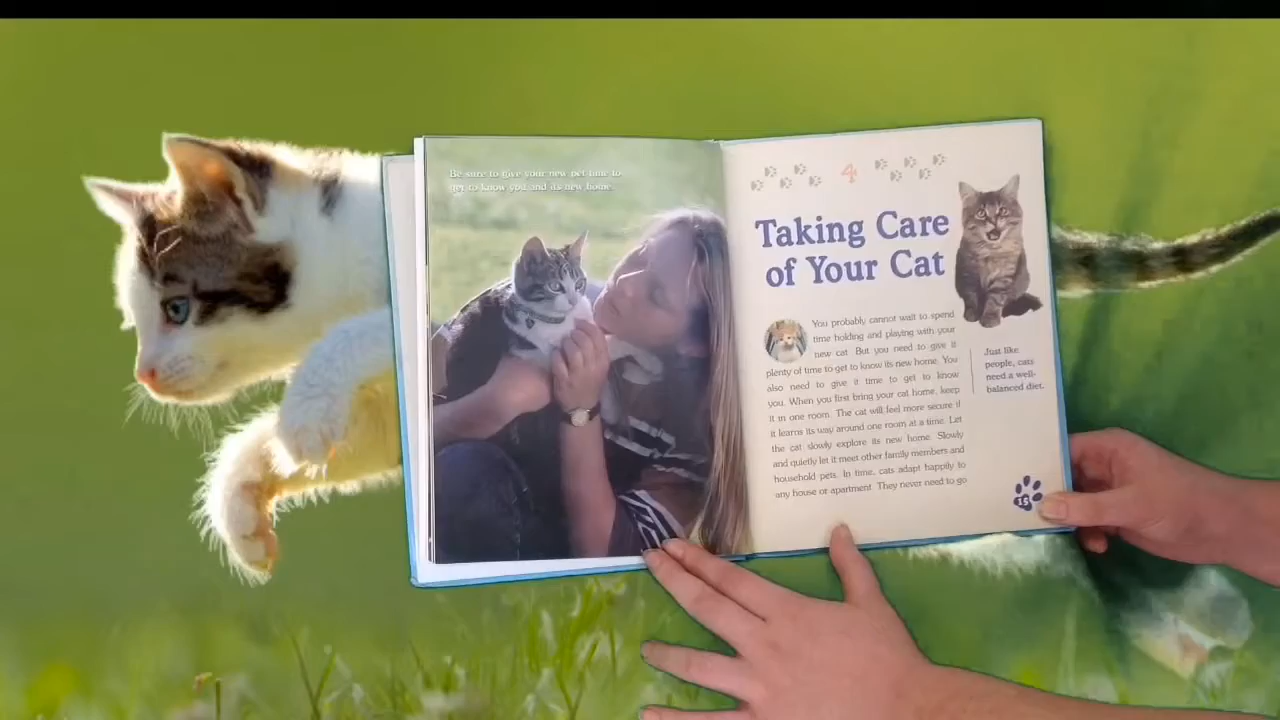 Be sure to give your new pet time to
get to know you and its new home.
4
Taking Care
of Your Cat
You probably cannot wait to spend
time holding and playing with your
new cat. But you need to give it
plenty of time to get to know its new home. You
also need to give it time to get to know
you. When you first bring your cat home, keep
it in one room. The cat will feel more secure if
it learns its way around one room at a time. Let
the cat slowly explore its new home. Slowly
and quietly let it meet other family members and
household pets. In time, cats adapt happily to
any house or apartment. They never need to go
Just like
people, cats
need a well-
balanced diet.
15